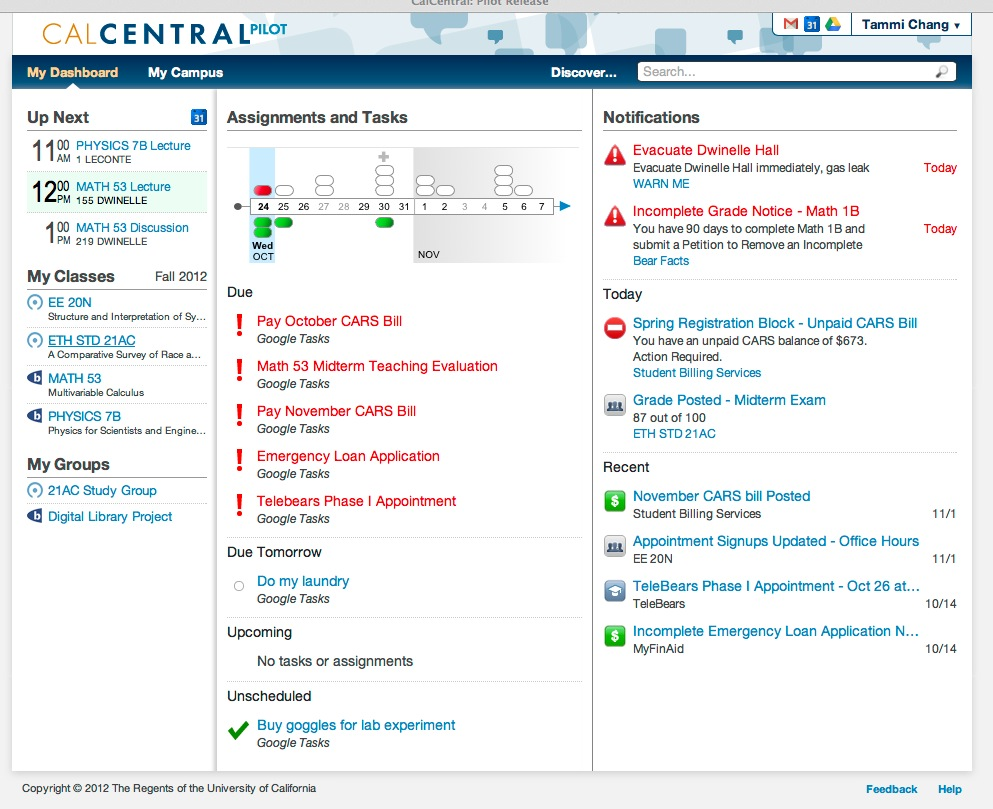 CalCentral: Pilot Release
CALCENTRAL PILOT
31
Tammi Chang ▾
My Dashboard
My Campus
Discover...
Search...
Up Next
31
11 00 AM PHYSICS 7B Lecture
1 LECONTE
12 00 PM MATH 53 Lecture
155 DWINELLE
1 00 PM MATH 53 Discussion
219 DWINELLE
My Classes Fall 2012
EE 20N
Structure and Interpretation of Sy...
ETH STD 21AC
A Comparative Survey of Race a...
b MATH 53
Multivariable Calculus
b PHYSICS 7B
Physics for Scientists and Engine...
My Groups
21AC Study Group
b Digital Library Project
Assignments and Tasks
24 25 26 27 28 29 30 31 1 2 3 4 5 6 7
Wed
OCT
NOV
Due
! Pay October CARS Bill
Google Tasks
! Math 53 Midterm Teaching Evaluation
Google Tasks
! Pay November CARS Bill
Google Tasks
! Emergency Loan Application
Google Tasks
! Telebears Phase I Appointment
Google Tasks
Due Tomorrow
Do my laundry
Google Tasks
Upcoming
No tasks or assignments
Unscheduled
Buy goggles for lab experiment
Google Tasks
Notifications
! Evacuate Dwinelle Hall
Evacuate Dwinelle Hall immediately, gas leak Today
WARN ME
! Incomplete Grade Notice - Math 1B
You have 90 days to complete Math 1B and Today
submit a Petition to Remove an Incomplete
Bear Facts
Today
Spring Registration Block - Unpaid CARS Bill
You have an unpaid CARS balance of $673.
Action Required.
Student Billing Services
Grade Posted - Midterm Exam
87 out of 100
ETH STD 21AC
Recent
$ November CARS bill Posted
Student Billing Services 11/1
Appointment Signups Updated - Office Hours
EE 20N 11/1
TeleBears Phase I Appointment - Oct 26 at...
TeleBears 10/14
$ Incomplete Emergency Loan Application N...
MyFinAid 10/14
Copyright © 2012 The Regents of the University of California
Feedback Help